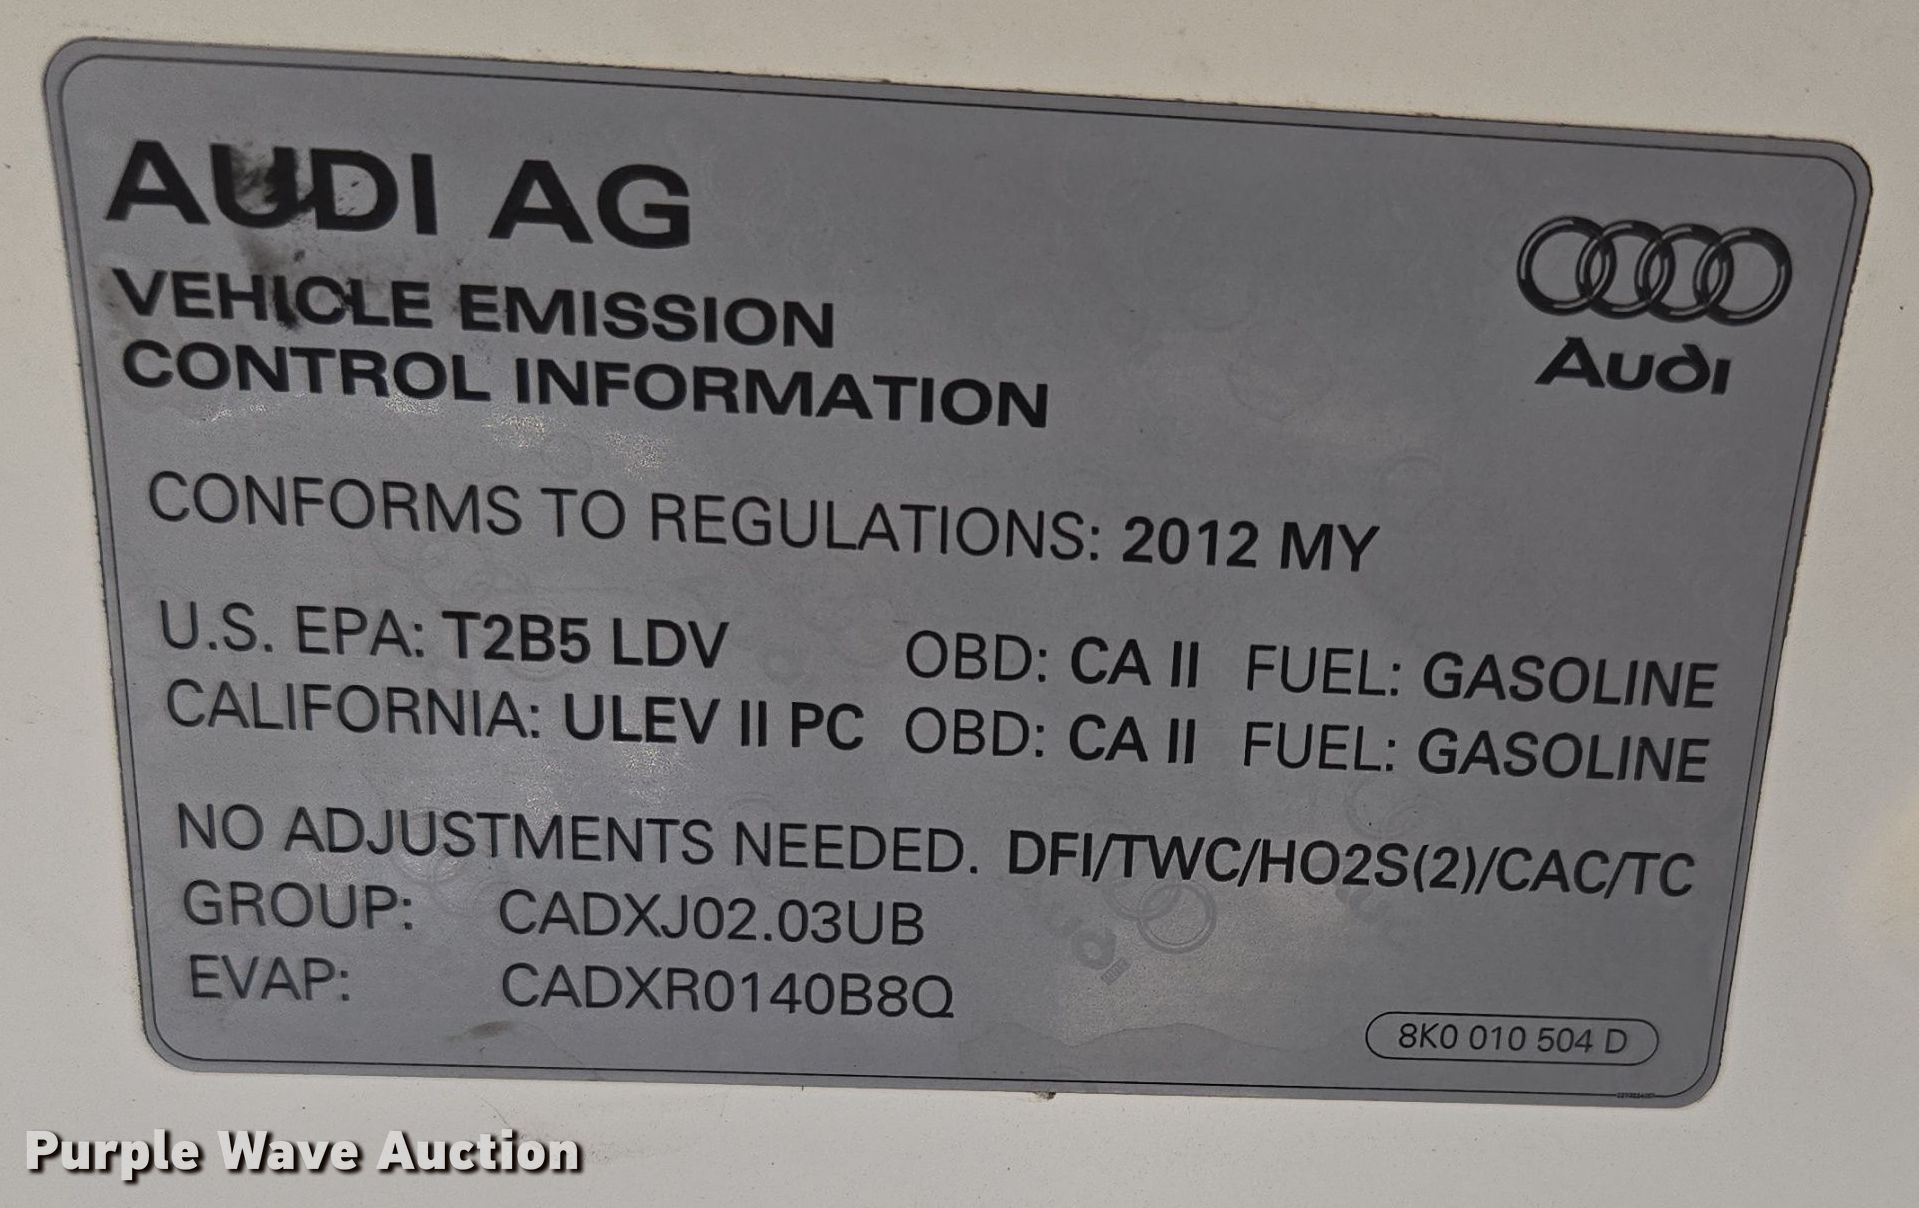 AUDI AG
VEHICLE EMISSION
CONTROL INFORMATION
Audi
CONFORMS TO REGULATIONS: 2012 MY
U.S. EPA: T2B5 LDV OBD: CA II FUEL: GASOLINE
CALIFORNIA: ULEV II PC OBD: CA II FUEL: GASOLINE
NO ADJUSTMENTS NEEDED. DFI/TWC/HO2S(2)/CAC/TC
GROUP: CADXJ02.03UB
EVAP: CADXR0140B8Q
8K0 010 504 D
Purple Wave Auction